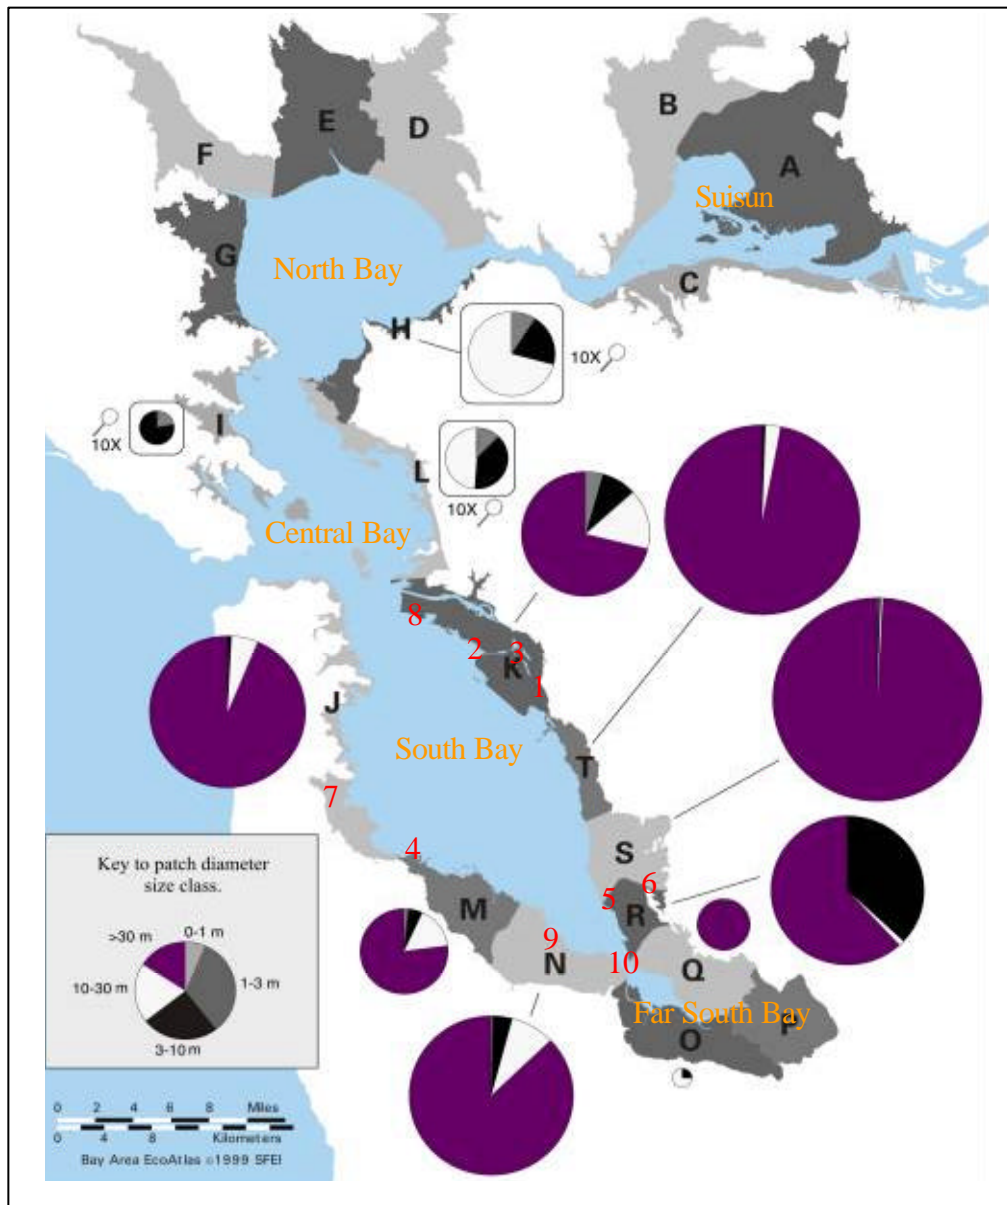 B
E
D
F
A
Suisun
G
North Bay
C
H
10X
I
10X
L
10X
Central Bay
8
2
3
K
1
J
South Bay
T
7
4
S
6
5
R
M
9
N
10
Q
Far South Bay
P
O
Key to patch diameter
size class.
>30 m
0-1 m
10-30 m
1-3 m
3-10 m
0 2 4 6 8 Miles
0 4 8 Kilometers
Bay Area EcoAtlas ©1999 SFEI